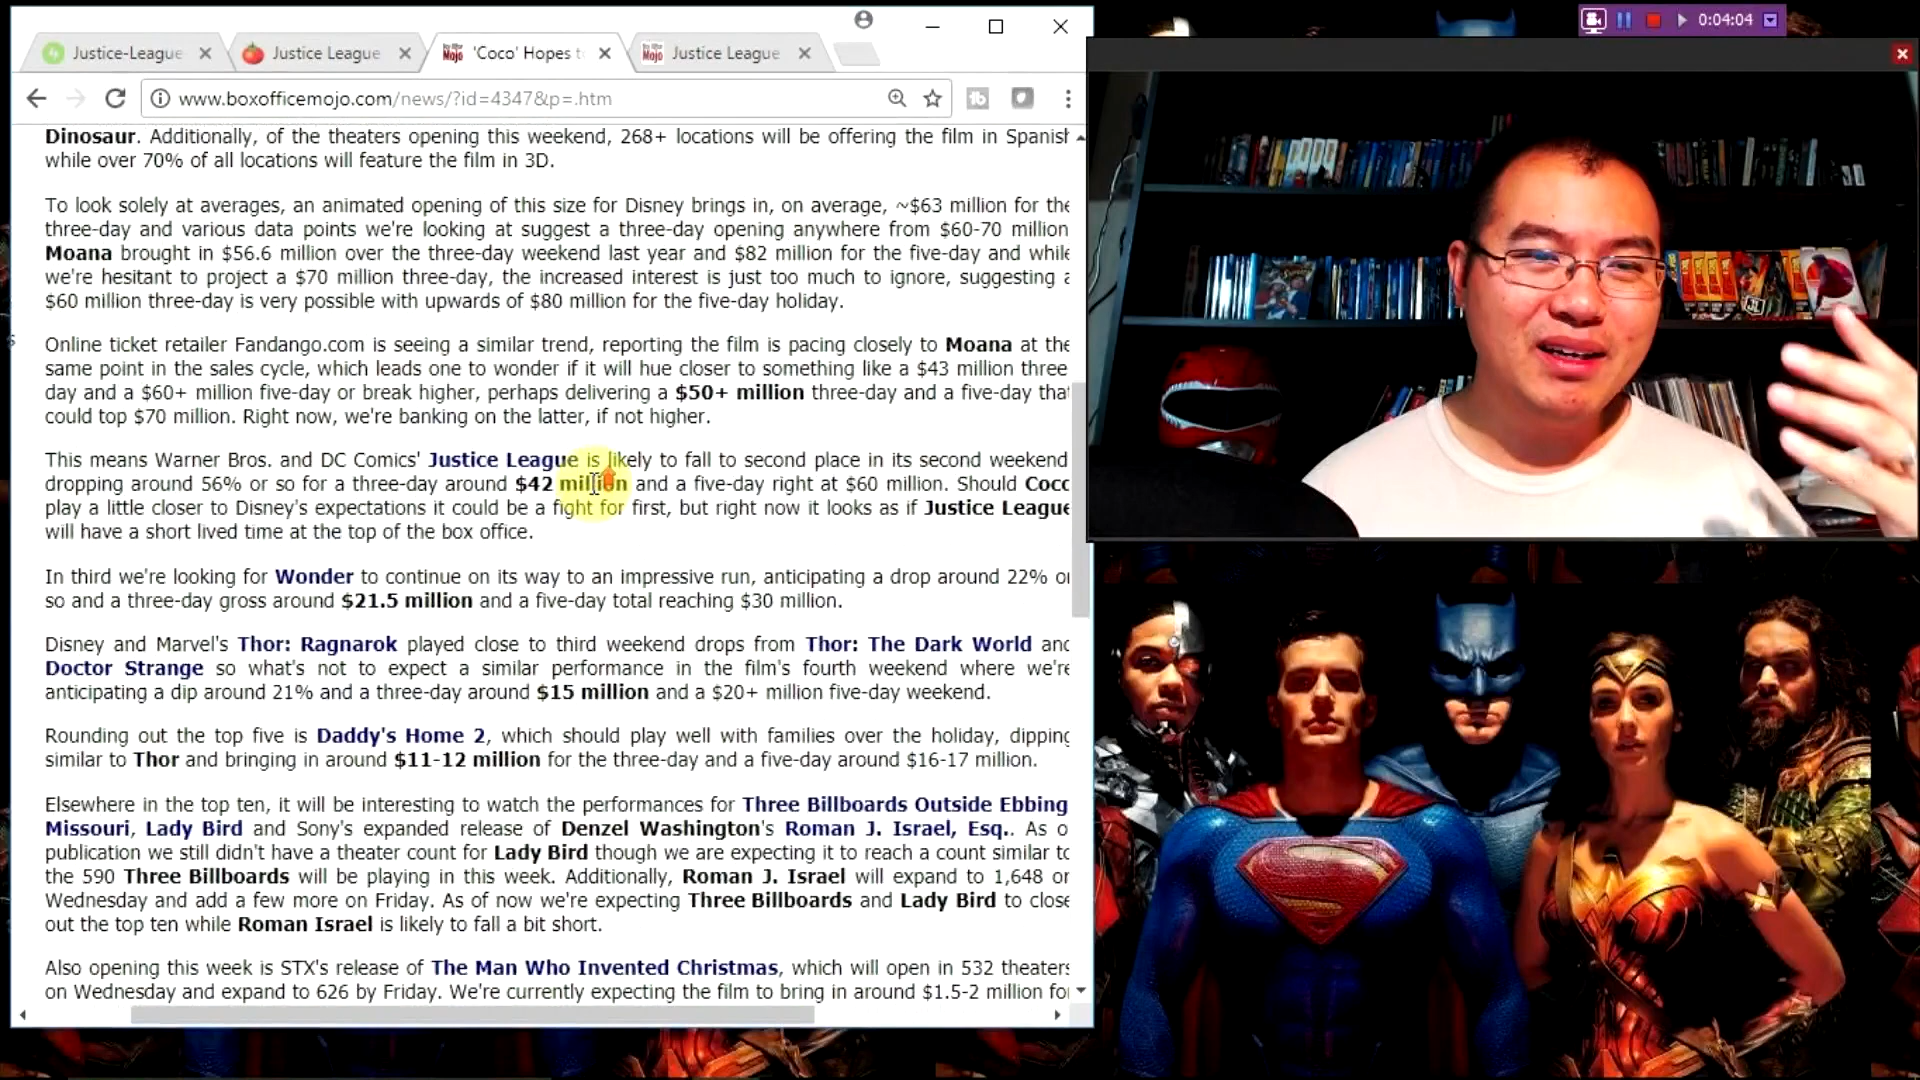 Justice-League
Justice League
'Coco' Hopes t
Justice League
0:04:04
www.boxofficemojo.com/news/?id=4347&p=.htm
Dinosaur. Additionally, of the theaters opening this weekend, 268+ locations will be offering the film in Spanish
while over 70% of all locations will feature the film in 3D.
To look solely at averages, an animated opening of this size for Disney brings in, on average, ~$63 million for the
three-day and various data points we're looking at suggest a three-day opening anywhere from $60-70 million
Moana brought in $56.6 million over the three-day weekend last year and $82 million for the five-day and while
we're hesitant to project a $70 million three-day, the increased interest is just too much to ignore, suggesting a
$60 million three-day is very possible with upwards of $80 million for the five-day holiday.
Online ticket retailer Fandango.com is seeing a similar trend, reporting the film is pacing closely to Moana at the
same point in the sales cycle, which leads one to wonder if it will hue closer to something like a $43 million three
day and a $60+ million five-day or break higher, perhaps delivering a $50+ million three-day and a five-day that
could top $70 million. Right now, we're banking on the latter, if not higher.
This means Warner Bros. and DC Comics' Justice League is likely to fall to second place in its second weekend
dropping around 56% or so for a three-day around $42 million and a five-day right at $60 million. Should Coco
play a little closer to Disney's expectations it could be a fight for first, but right now it looks as if Justice League
will have a short lived time at the top of the box office.
In third we're looking for Wonder to continue on its way to an impressive run, anticipating a drop around 22% or
so and a three-day gross around $21.5 million and a five-day total reaching $30 million.
Disney and Marvel's Thor: Ragnarok played close to third weekend drops from Thor: The Dark World and
Doctor Strange so what's not to expect a similar performance in the film's fourth weekend where we're
anticipating a dip around 21% and a three-day around $15 million and a $20+ million five-day weekend.
Rounding out the top five is Daddy's Home 2, which should play well with families over the holiday, dipping
similar to Thor and bringing in around $11-12 million for the three-day and a five-day around $16-17 million.
Elsewhere in the top ten, it will be interesting to watch the performances for Three Billboards Outside Ebbing
Missouri, Lady Bird and Sony's expanded release of Denzel Washington's Roman J. Israel, Esq.. As o
publication we still didn't have a theater count for Lady Bird though we are expecting it to reach a count similar to
the 590 Three Billboards will be playing in this week. Additionally, Roman J. Israel will expand to 1,648 on
Wednesday and add a few more on Friday. As of now we're expecting Three Billboards and Lady Bird to close
out the top ten while Roman Israel is likely to fall a bit short.
Also opening this week is STX's release of The Man Who Invented Christmas, which will open in 532 theaters
on Wednesday and expand to 626 by Friday. We're currently expecting the film to bring in around $1.5-2 million for